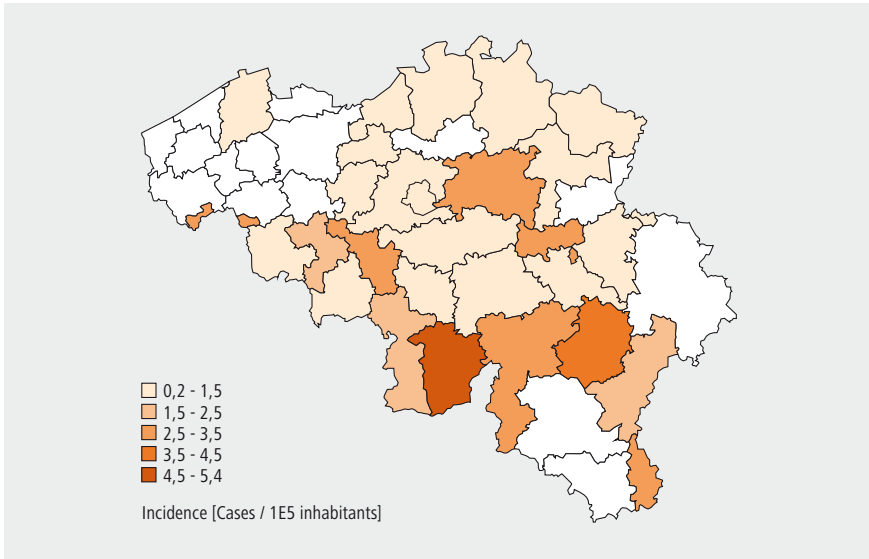 0,2 - 1,5
1,5 - 2,5
2,5 - 3,5
3,5 - 4,5
4,5 - 5,4
Incidence [Cases / 1E5 inhabitants]